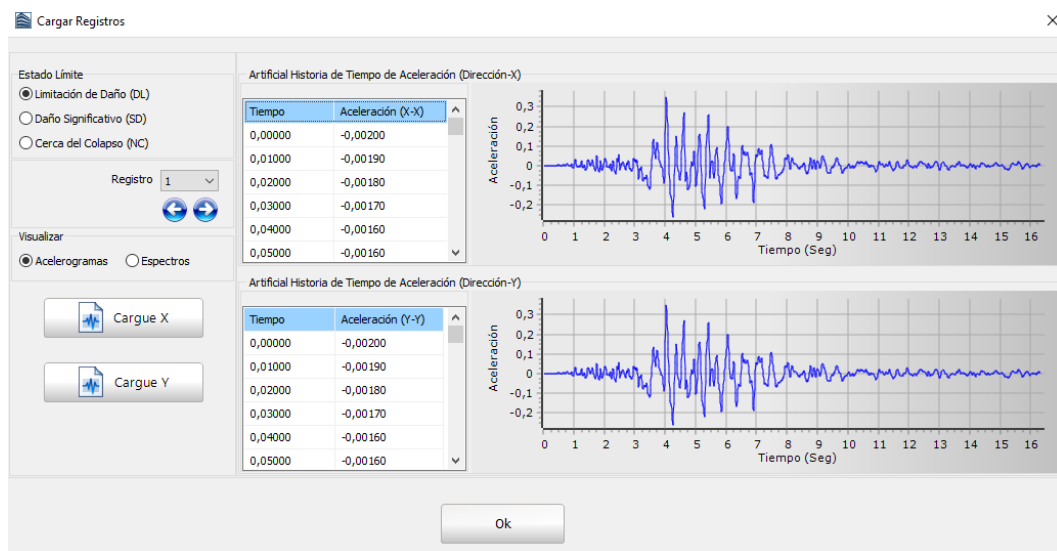 Cargar Registros
Estado Límite
Limitación de Daño (DL)
Daño Significativo (SD)
Cerca del Colapso (NC)
Registro 1
Visualizar
Acelerogramas Espectros
Cargue X
Cargue Y
Artificial Historia de Tiempo de Aceleración (Dirección-X)
Tiempo Aceleración (X-X)
0,00000 -0,00200
0,01000 -0,00190
0,02000 -0,00180
0,03000 -0,00170
0,04000 -0,00160
0,05000 -0,00160
Aceleración
0,3
0,2
0,1
0
-0,1
-0,2
0 1 2 3 4 5 6 7 8 9 10 11 12 13 14 15 16
Tiempo (Seg)
Artificial Historia de Tiempo de Aceleración (Dirección-Y)
Tiempo Aceleración (Y-Y)
0,00000 -0,00200
0,01000 -0,00190
0,02000 -0,00180
0,03000 -0,00170
0,04000 -0,00160
0,05000 -0,00160
Aceleración
0,3
0,2
0,1
0
-0,1
-0,2
0 1 2 3 4 5 6 7 8 9 10 11 12 13 14 15 16
Tiempo (Seg)
Ok